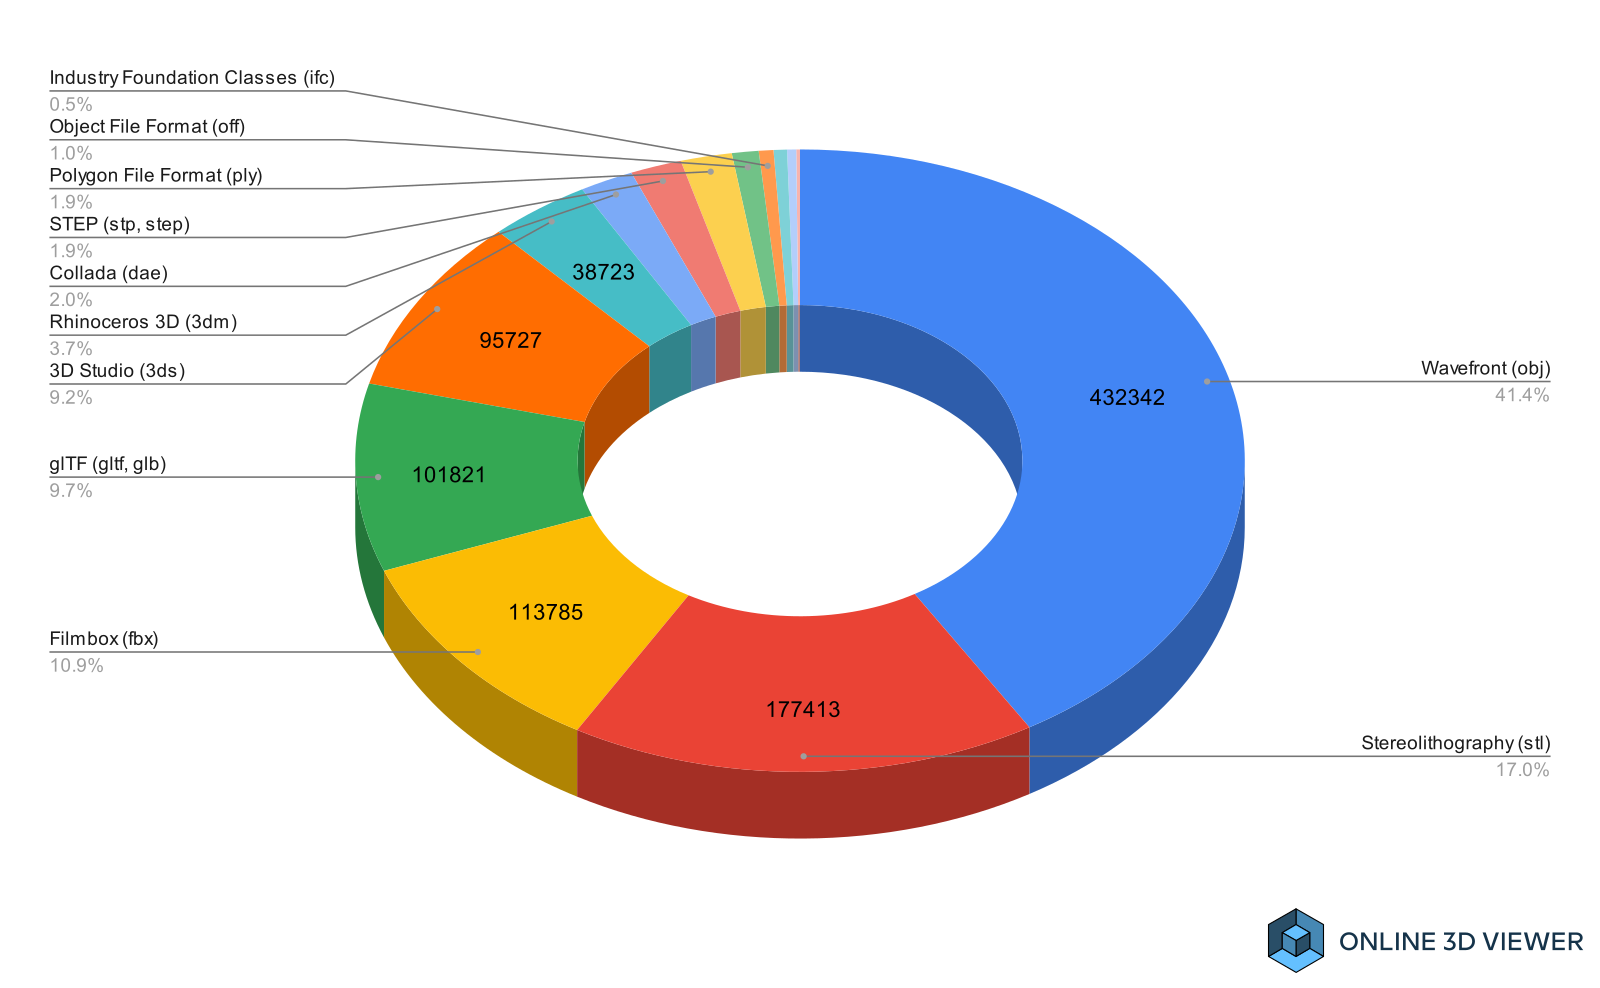 Industry Foundation Classes (ifc)
0.5%
Object File Format (off)
1.0%
Polygon File Format (ply)
1.9%
STEP (stp, step)
1.9%
Collada (dae)
2.0%
Rhinoceros 3D (3dm)
3.7%
3D Studio (3ds)
9.2%
glTF (gltf, glb)
9.7%
Filmbox (fbx)
10.9%
38723
95727
101821
113785
177413
432342
Wavefront (obj)
41.4%
Stereolithography (stl)
17.0%
ONLINE 3D VIEWER